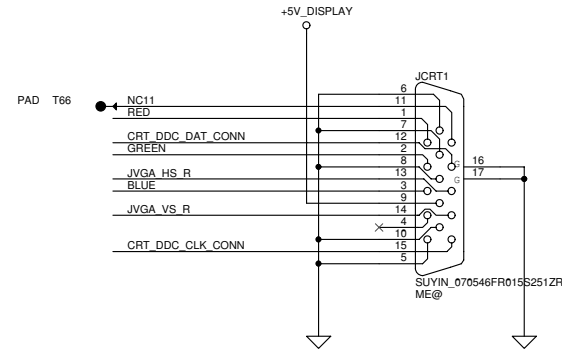 +5V_DISPLAY
JCRT1
6
PAD T66
NC11
11
RED
1
7
CRT_DDC_DAT_CONN
12
GREEN
2
8
G
16
JVGA_HS_R
13
G
17
BLUE
3
9
JVGA_VS_R
14
4
10
CRT_DDC_CLK_CONN
15
5
SUYIN_070546FR015S251ZR
ME@